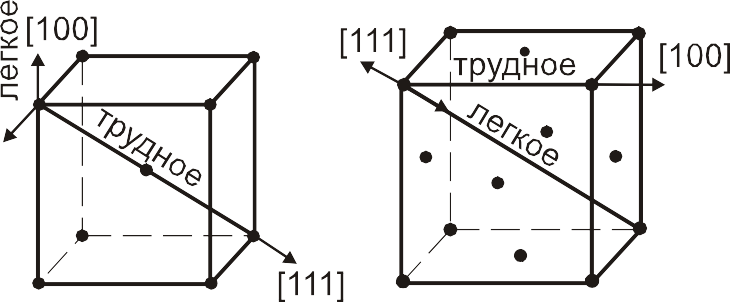 легкое
[100]
трудное
[111]
[111]
трудное
[100]
легкое